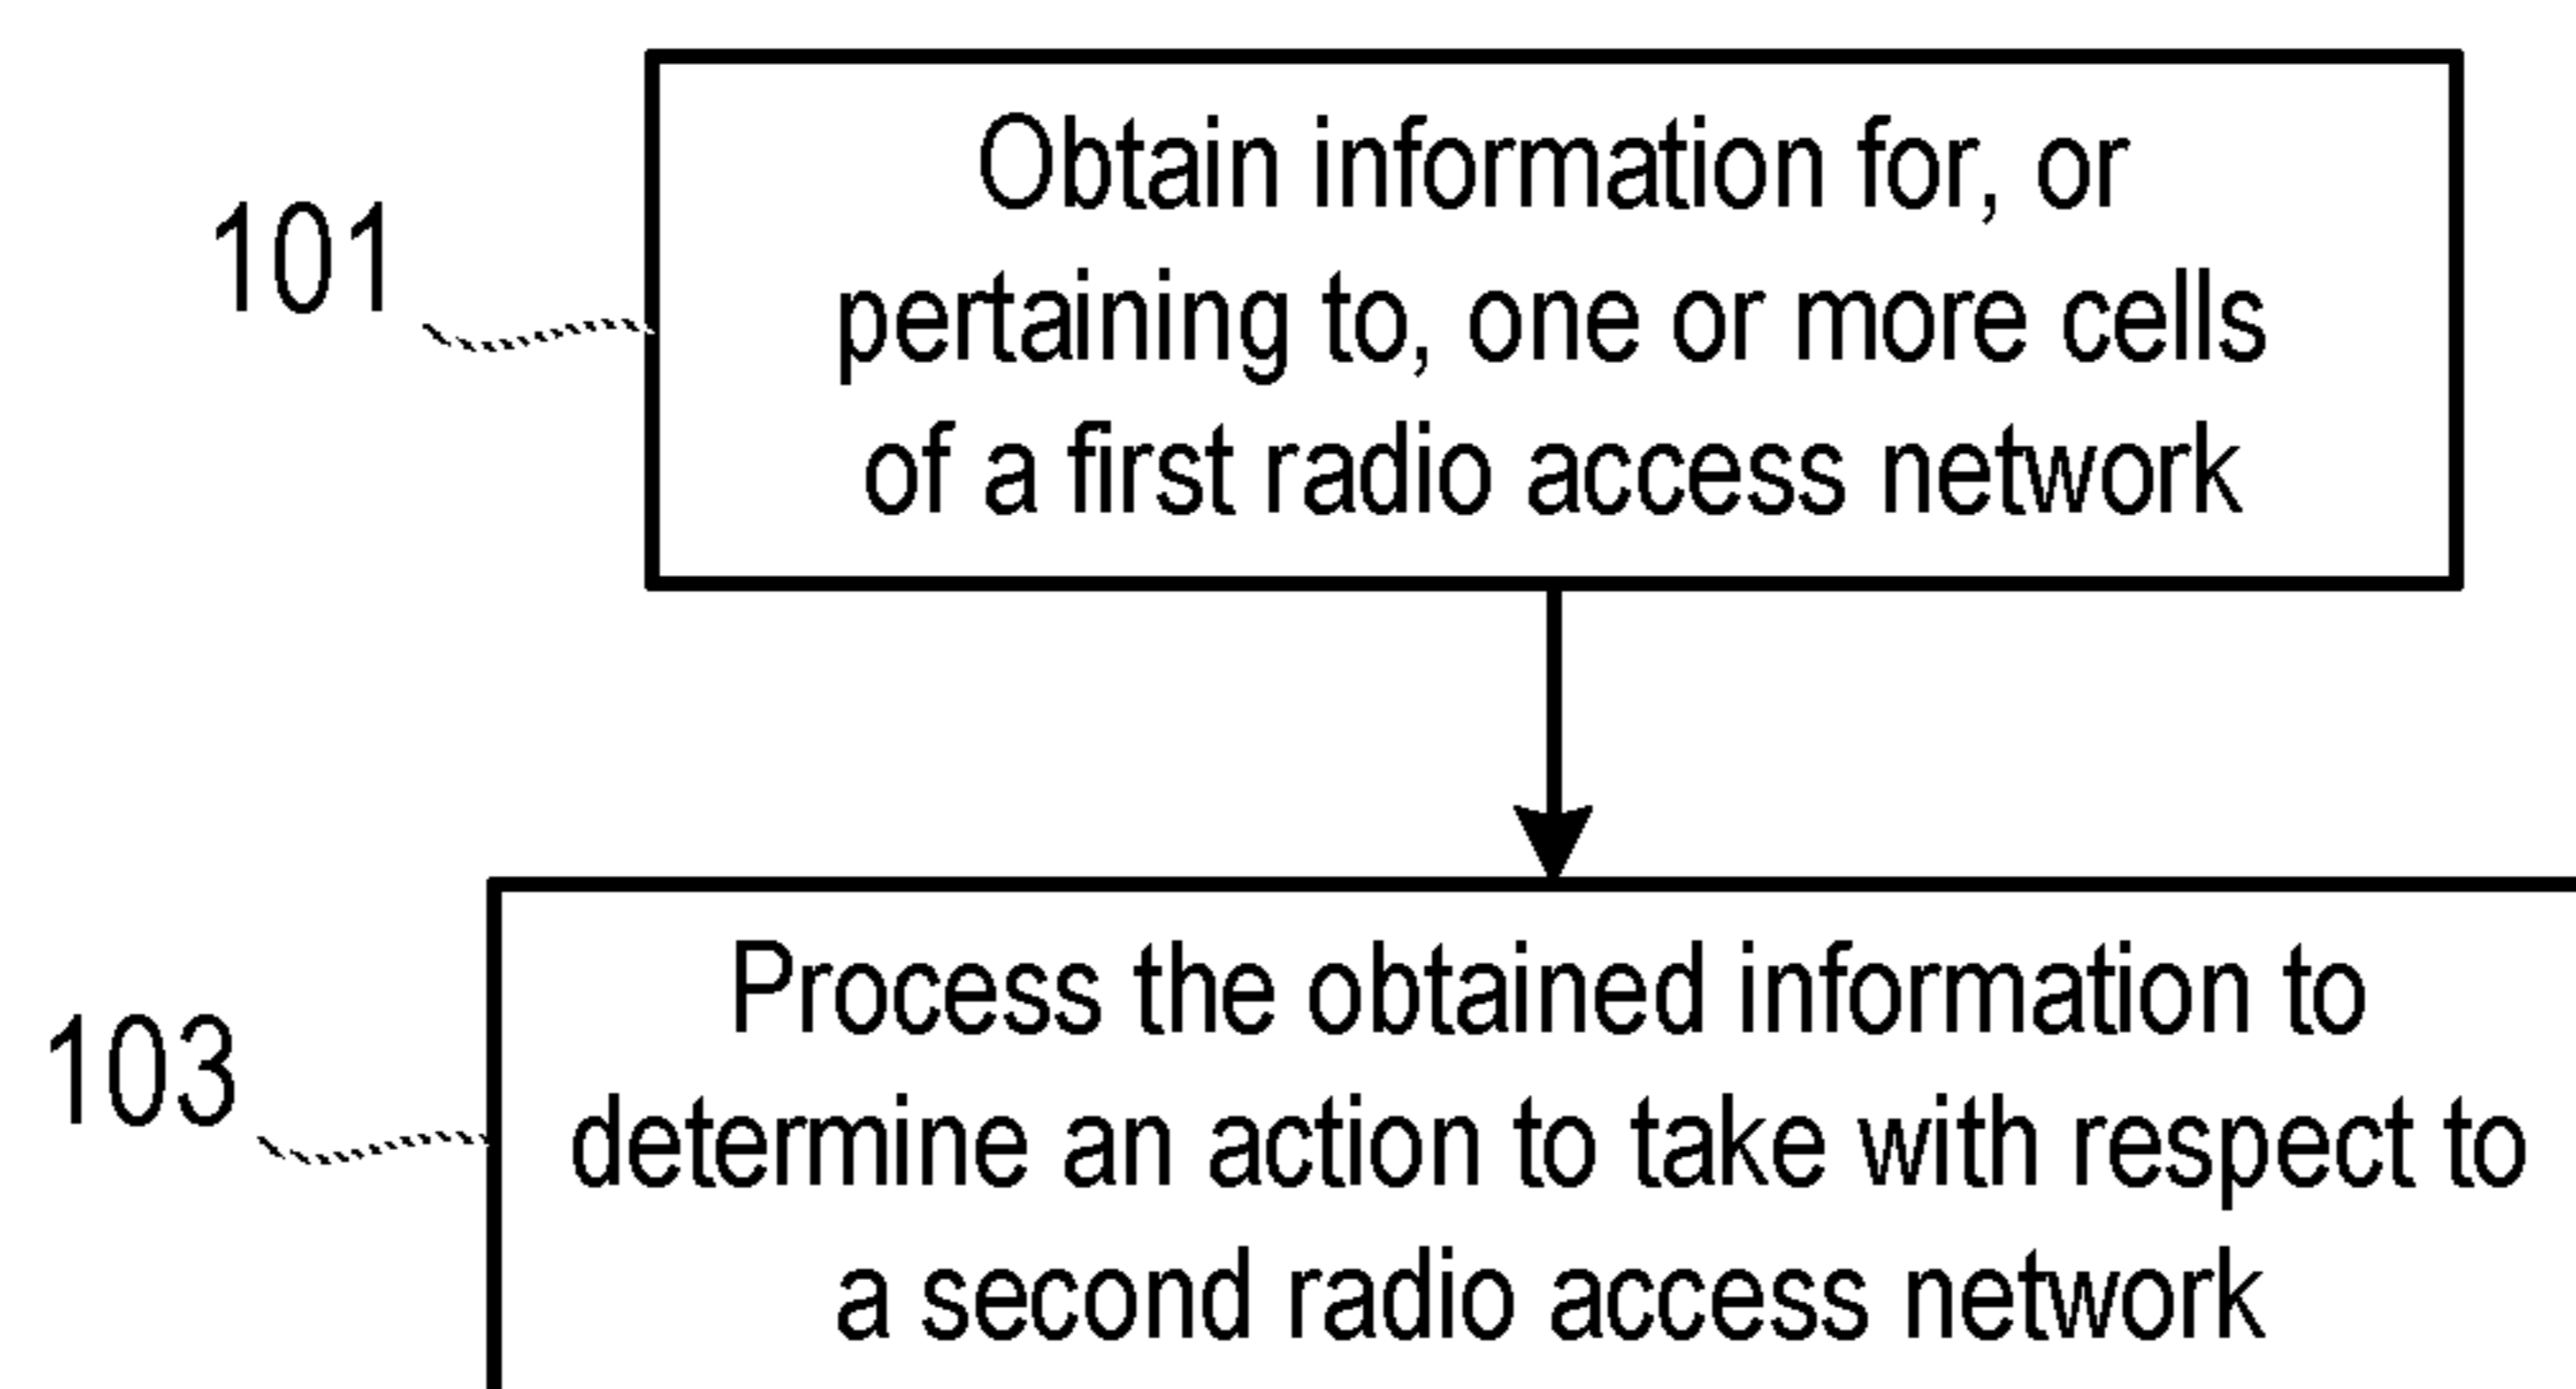 101
Obtain information for, or
pertaining to, one or more cells
of a first radio access network
103
Process the obtained information to
determine an action to take with respect to
a second radio access network